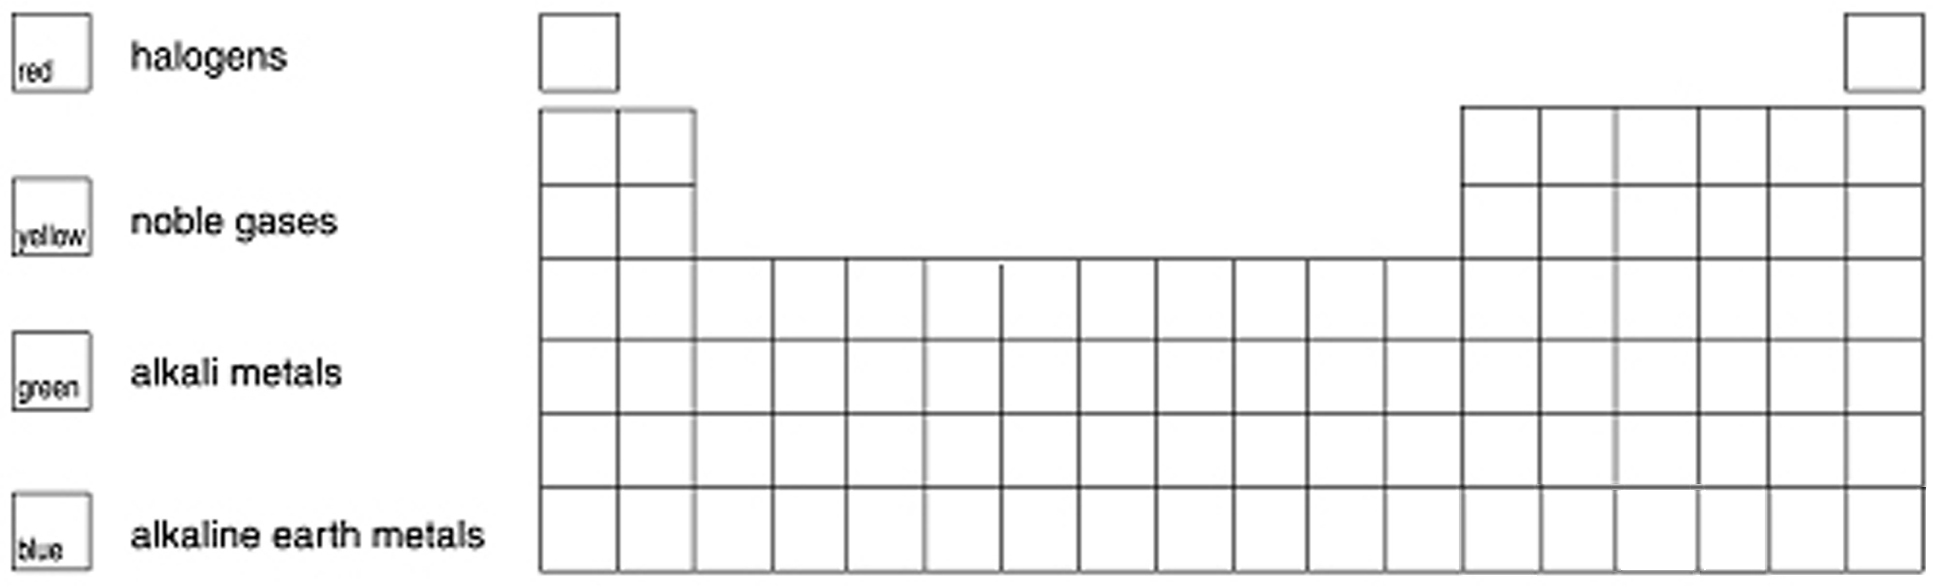 red halogens
yellow noble gases
green alkali metals
blue alkaline earth metals